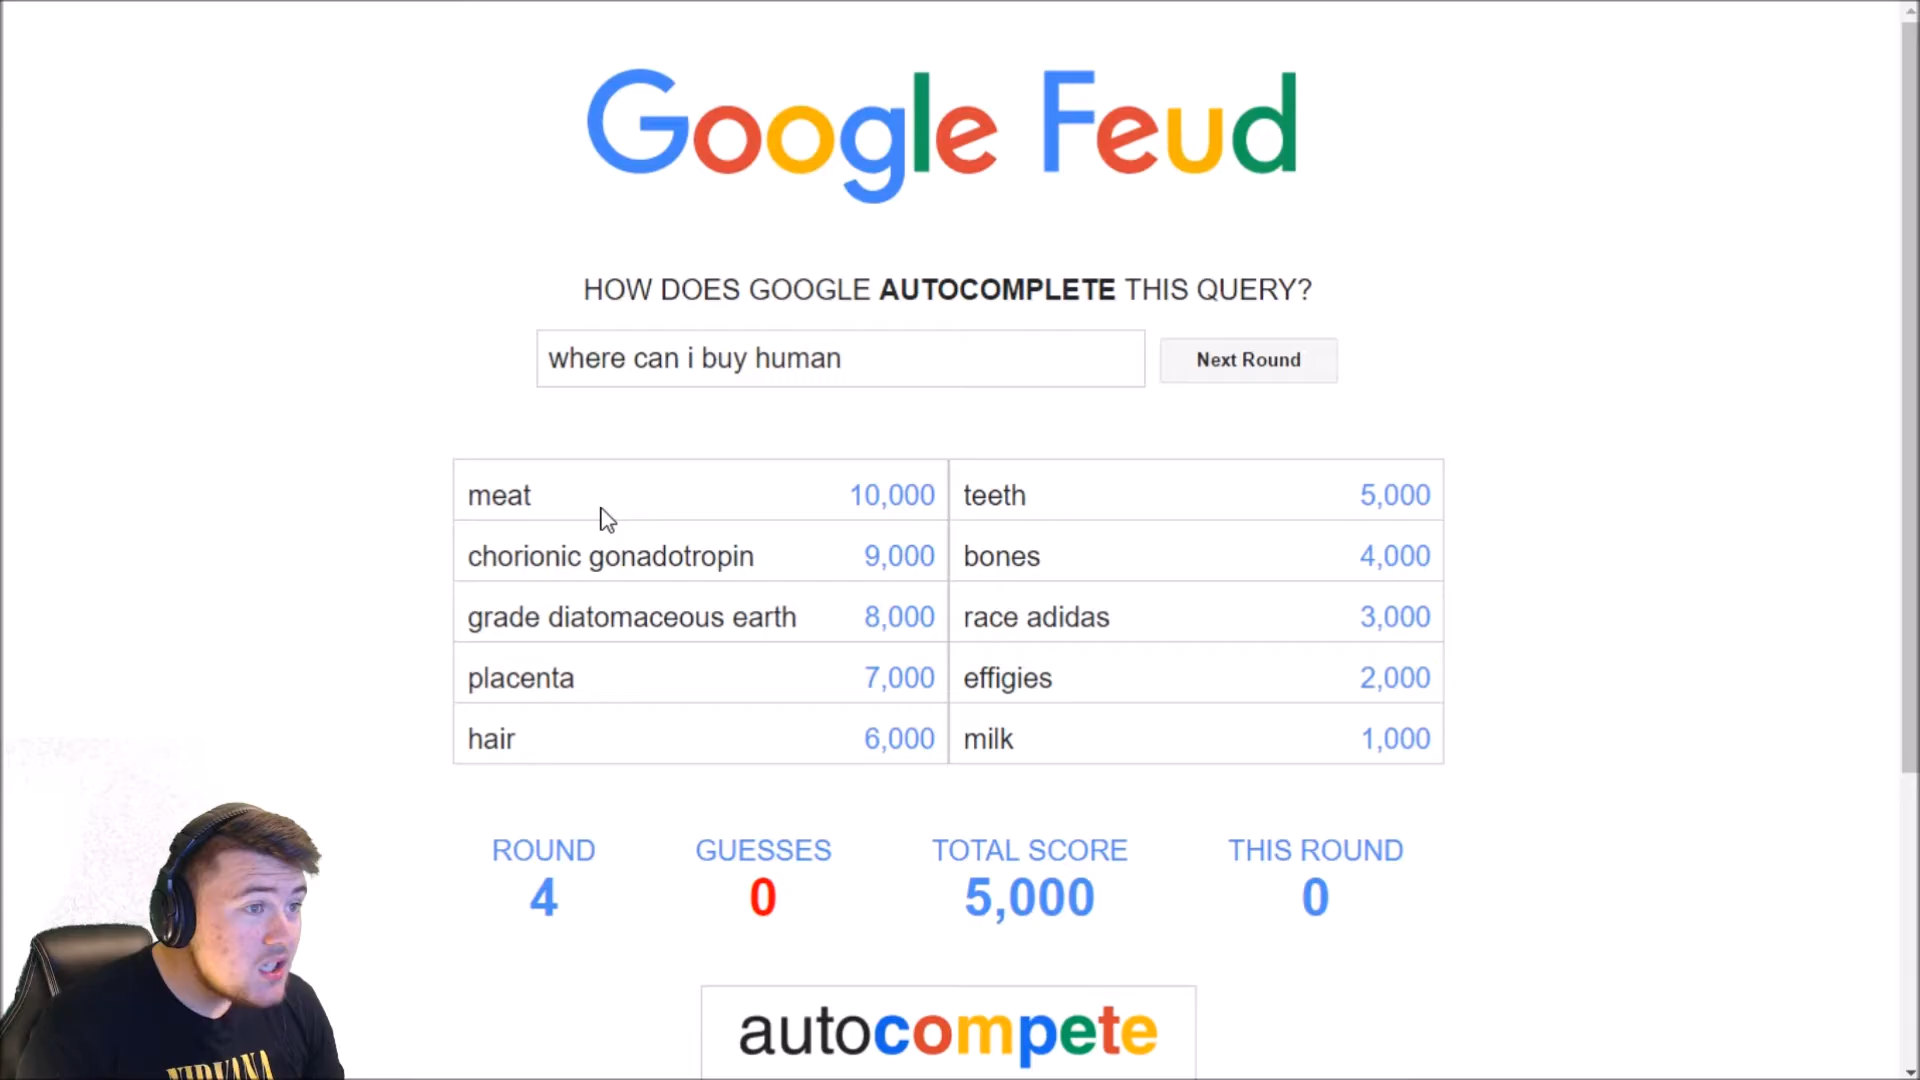 Google Feud
HOW DOES GOOGLE AUTOCOMPLETE THIS QUERY?
where can i buy human
Next Round
meat 10,000
teeth 5,000
chorionic gonadotropin 9,000
bones 4,000
grade diatomaceous earth 8,000
race adidas 3,000
placenta 7,000
effigies 2,000
hair 6,000
milk 1,000
ROUND GUESSES TOTAL SCORE THIS ROUND
4 0 5,000 0
autocompete
NIRVANA